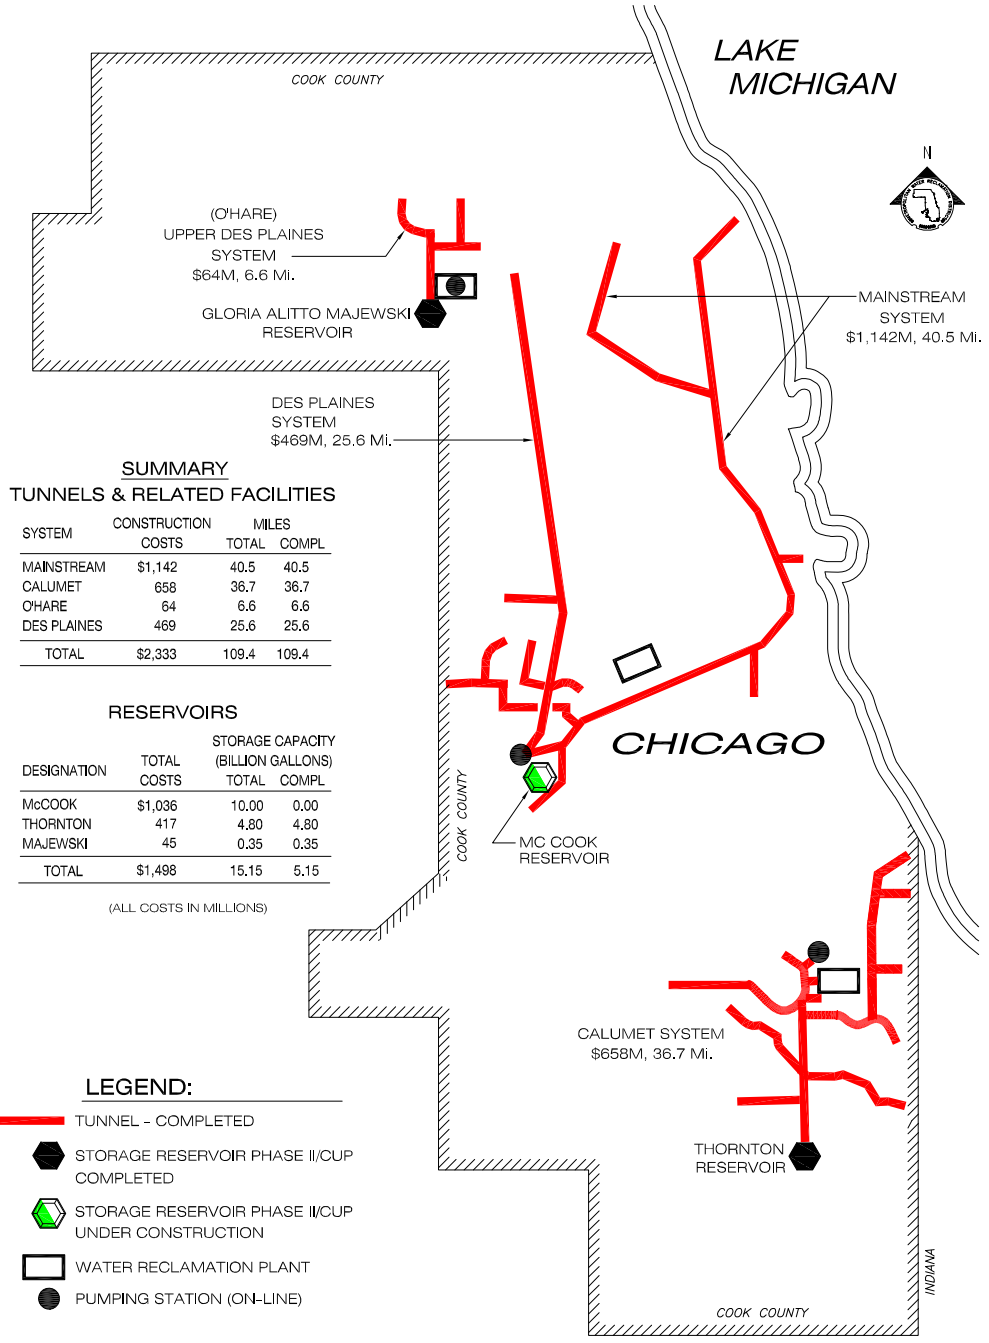 LAKE
MICHIGAN
COOK COUNTY
N
(O'HARE)
UPPER DES PLAINES
SYSTEM
$64M, 6.6 Mi.
GLORIA ALITTO MAJEWSKI
RESERVOIR
MAINSTREAM
SYSTEM
$1,142M, 40.5 Mi.
DES PLAINES
SYSTEM
$469M, 25.6 Mi.
SUMMARY
TUNNELS & RELATED FACILITIES
SYSTEM CONSTRUCTION COSTS MILES TOTAL COMPL
MAINSTREAM $1,142 40.5 40.5
CALUMET 658 36.7 36.7
O'HARE 64 6.6 6.6
DES PLAINES 469 25.6 25.6
TOTAL $2,333 109.4 109.4
RESERVOIRS
DESIGNATION TOTAL COSTS STORAGE CAPACITY (BILLION GALLONS) TOTAL COMPL
McCOOK $1,036 10.00 0.00
THORNTON 417 4.80 4.80
MAJEWSKI 45 0.35 0.35
TOTAL $1,498 15.15 5.15
(ALL COSTS IN MILLIONS)
CHICAGO
COOK COUNTY
MC COOK
RESERVOIR
CALUMET SYSTEM
$658M, 36.7 Mi.
THORNTON
RESERVOIR
INDIANA
COOK COUNTY
LEGEND:
TUNNEL - COMPLETED
STORAGE RESERVOIR PHASE II/CUP
COMPLETED
STORAGE RESERVOIR PHASE II/CUP
UNDER CONSTRUCTION
WATER RECLAMATION PLANT
PUMPING STATION (ON-LINE)